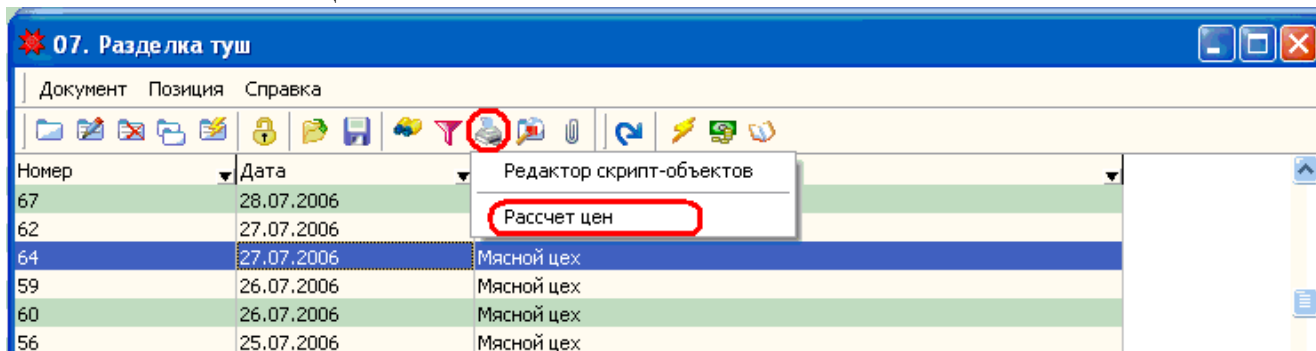 07. Разделка туш
Документ Позиция Справка
Номер Дата
Редактор скрипт-объектов
Рассчет цен
67 28.07.2006
62 27.07.2006
64 27.07.2006 Мясной цех
59 26.07.2006 Мясной цех
60 26.07.2006 Мясной цех
56 25.07.2006 Мясной цех